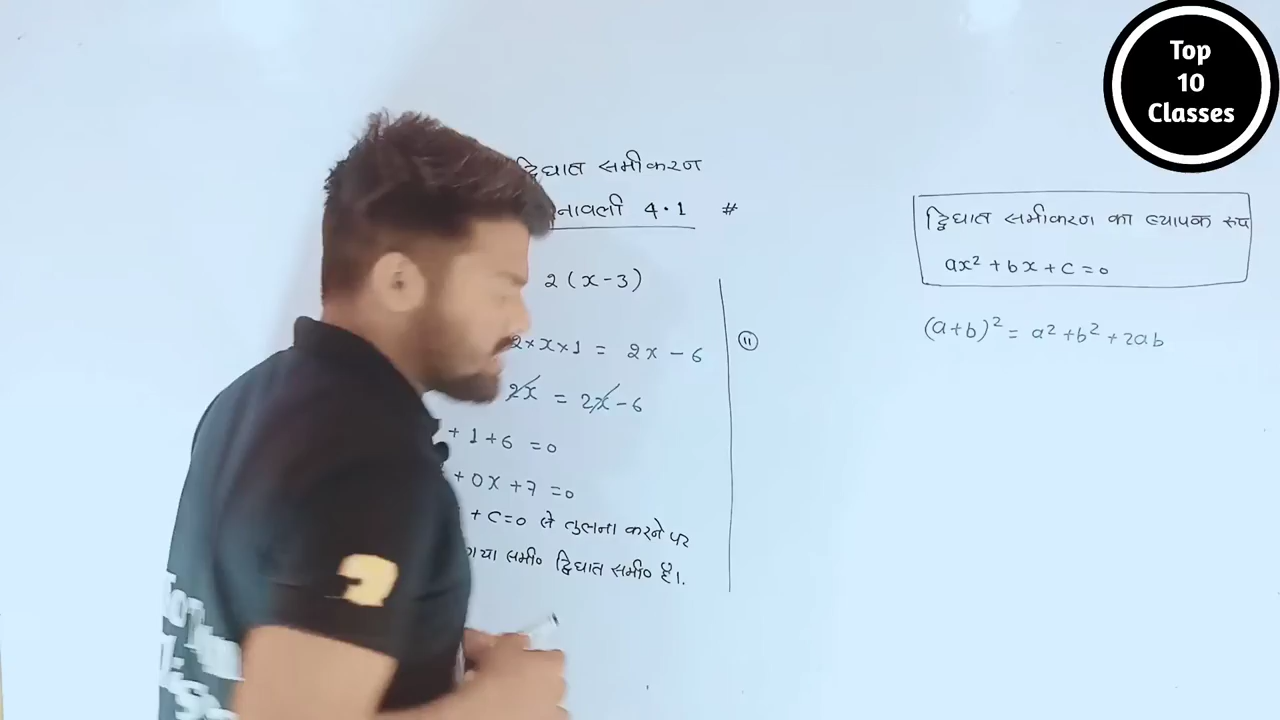 Top
10
Classes
द्विघात समीकरण
नावली 4.1 #
2(x-3)
2×x×1 = 2x-6
2x = 2x-6
+1+6 =0
+0x+7=0
+c=0 से तुलना करने पर
गया समी० द्विघात समी० है।
(ii)
द्विघात समीकरण का व्यापक रूप
ax²+bx+c=0
(a+b)² = a²+b²+2ab